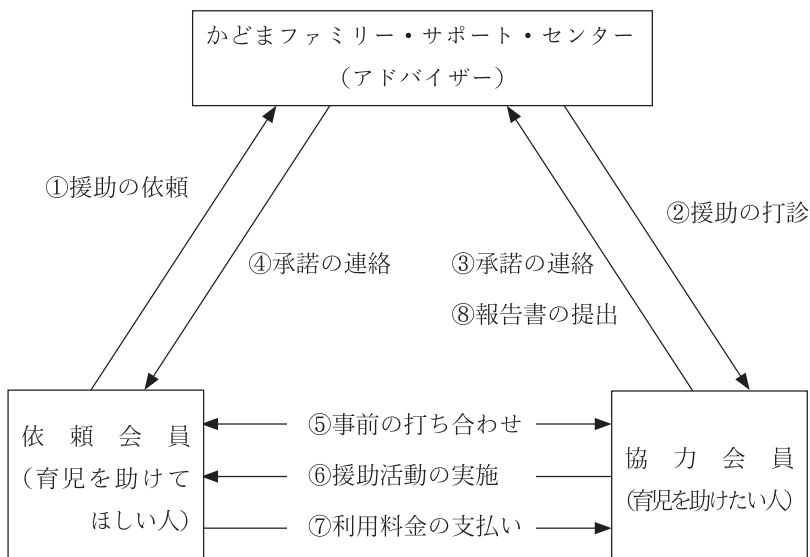 かどまファミリー・サポート・センター
（アドバイザー）
①援助の依頼
②援助の打診
④承諾の連絡
③承諾の連絡
⑧報告書の提出
依頼会員
（育児を助けて
ほしい人）
⑤事前の打ち合わせ
⑥援助活動の実施
⑦利用料金の支払い
協力会員
（育児を助けたい人）